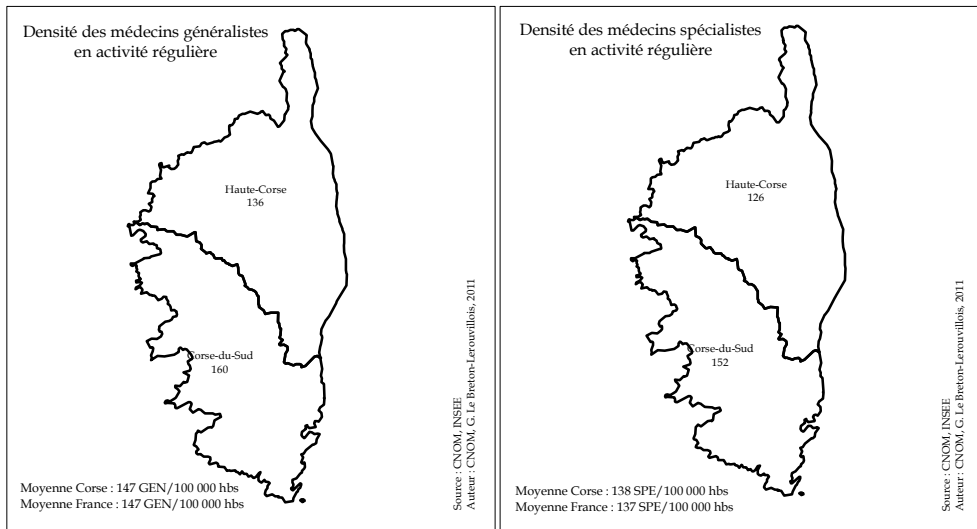 Densité des médecins généralistes
en activité régulière
Haute-Corse
136
Corse-du-Sud
160
Moyenne Corse : 147 GEN/100 000 hbs
Moyenne France : 147 GEN/100 000 hbs
Source : CNOM, INSEE
Auteur : CNOM, G. Le Breton-Lerouvillois, 2011
Densité des médecins spécialistes
en activité régulière
Haute-Corse
126
Corse-du-Sud
152
Moyenne Corse : 138 SPE/100 000 hbs
Moyenne France : 137 SPE/100 000 hbs
Source : CNOM, INSEE
Auteur : CNOM, G. Le Breton-Lerouvillois, 2011